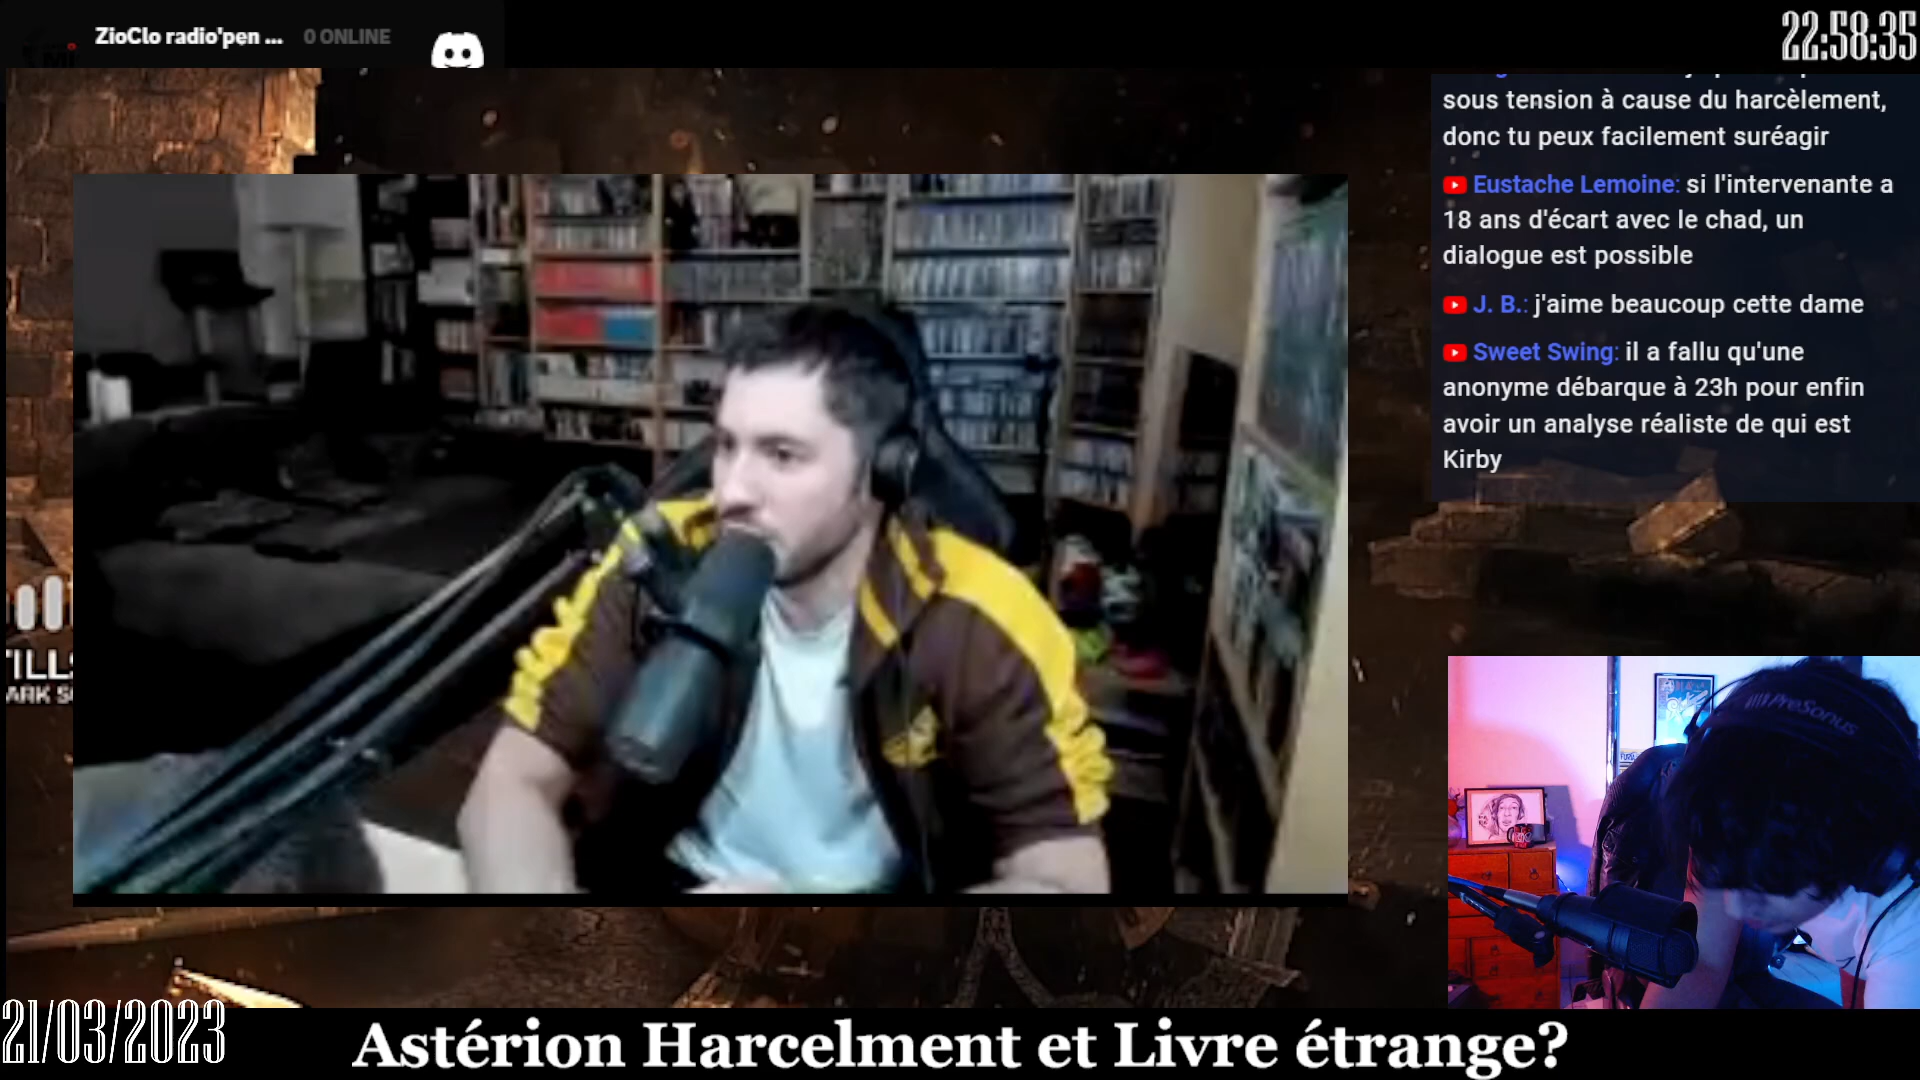 ZioClo radio'pen ... 0 ONLINE
22:58:35
sous tension à cause du harcèlement,
donc tu peux facilement suréagir
Eustache Lemoine: si l'intervenante a
18 ans d'écart avec le chad, un
dialogue est possible
J. B.: j'aime beaucoup cette dame
Sweet Swing: il a fallu qu'une
anonyme débarque à 23h pour enfin
avoir un analyse réaliste de qui est
Kirby
PreSonus
21/03/2023
Astérion Harcelment et Livre étrange?